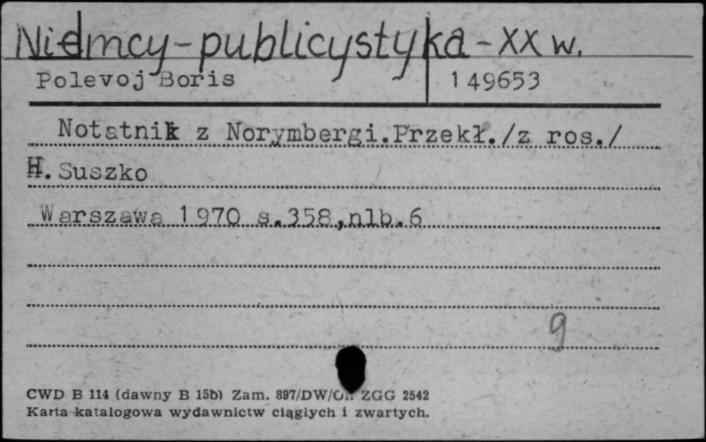 Niemcy-publicystyka-XX w.
Polevoj Boris 149653
Notatnik z Norymbergi.Przekł./z ros./
H.Suszko
Warszawa 1970 s.358,nlb.6
9
CWD B 114 (dawny B 15b) Zam. 897/DW/ ZGG 2542
Karta katalogowa wydawnictw ciągłych i zwartych.